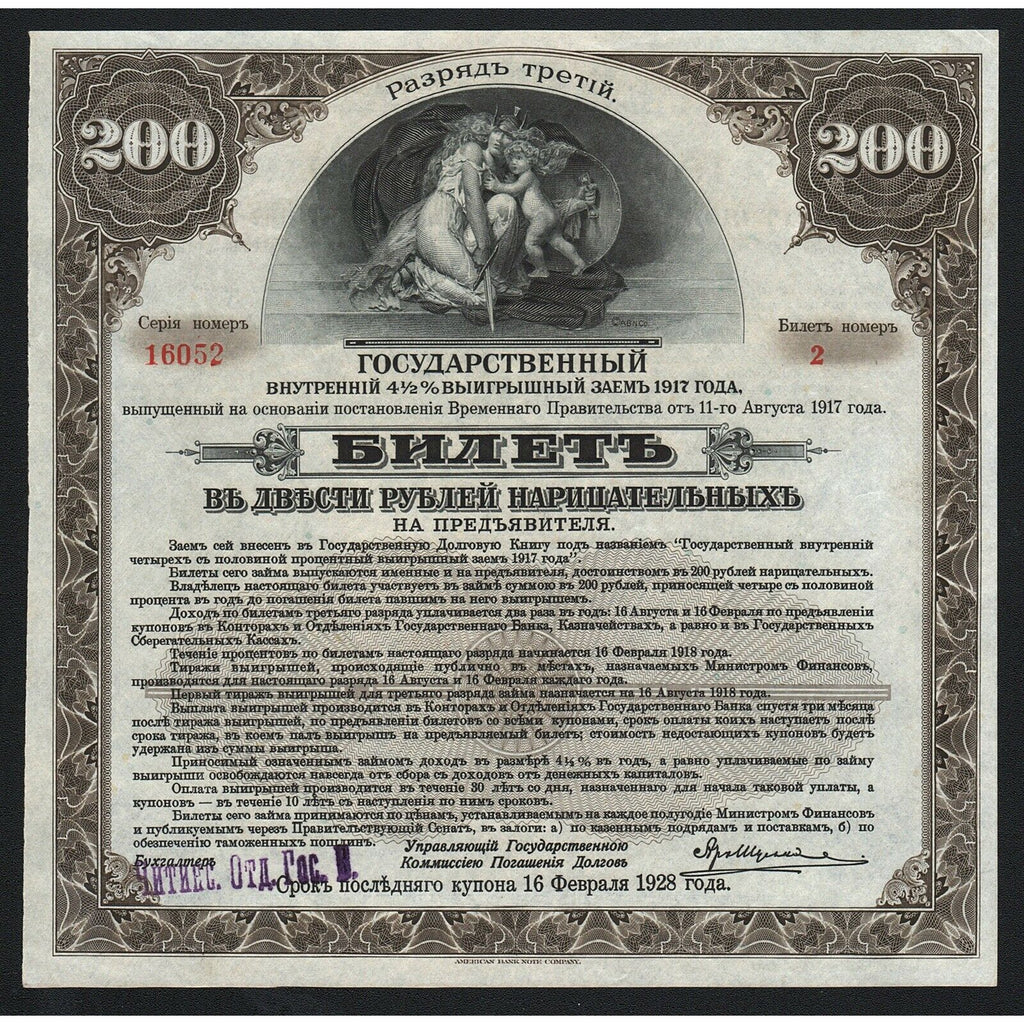 Разрядъ третій.
200
200
©ABNCo.
Серія номеръ
Билетъ номеръ
16052
2
ГОСУДАРСТВЕННЫЙ
ВНУТРЕННІЙ 4½% ВЫИГРЫШНЫЙ ЗАЕМЪ 1917 ГОДА,
выпущенный на основаніи постановленія Временнаго Правительства отъ 11-го Августа 1917 года.
БИЛЕТЪ
ВЪ ДВѢСТИ РУБЛЕЙ НАРИЦАТЕЛЬНЫХЪ
НА ПРЕДЪЯВИТЕЛЯ.
Заемъ сей внесенъ въ Государственную Долговую Книгу подъ названіемъ “Государственный внутренній
четырехъ съ половиной процентный выигрышный заемъ 1917 года”.
Билеты сего займа выпускаются именные и на предъявителя, достоинствомъ въ 200 рублей нарицательныхъ.
Владѣлецъ настоящаго билета участвуетъ въ займѣ суммою въ 200 рублей, приносящей четыре съ половиной
процента въ годъ до погашенія билета павшимъ на него выигрышемъ.
Доходъ по билетамъ третьяго разряда уплачивается два раза въ годъ: 16 Августа и 16 Февраля по предъявленіи
купоновъ въ Конторахъ и Отдѣленіяхъ Государственнаго Банка, Казначействахъ, а равно и въ Государственныхъ
Сберегательныхъ Кассахъ.
Теченіе процентовъ по билетамъ настоящаго разряда начинается 16 Февраля 1918 года.
Тиражи выигрышей, происходящіе публично въ мѣстахъ, назначаемыхъ Министромъ Финансовъ,
производятся для настоящаго разряда 16 Августа и 16 Февраля каждаго года.
Первый тиражъ выигрышей для третьяго разряда займа назначается на 16 Августа 1918 года.
Выплата выигрышей производится въ Конторахъ и Отдѣленіяхъ Государственнаго Банка спустя три мѣсяца
послѣ тиража выигрышей, по предъявленіи билетовъ со всѣми купонами, срокъ оплаты коихъ наступаетъ послѣ
срока тиража, въ коемъ палъ выигрышъ на предъявляемый билетъ; стоимость недостающихъ купоновъ будетъ
удержана изъ суммы выигрыша.
Приносимый означеннымъ займомъ доходъ въ размѣрѣ 4½% въ годъ, а равно уплачиваемые по займу
выигрыши освобождаются навсегда отъ сбора съ доходовъ отъ денежныхъ капиталовъ.
Оплата выигрышей производится въ теченіе 30 лѣтъ со дня, назначеннаго для начала таковой уплаты, а
купоновъ — въ теченіе 10 лѣтъ съ наступленія по нимъ сроковъ.
Билеты сего займа принимаются по цѣнамъ, устанавливаемымъ на каждое полугодіе Министромъ Финансовъ
и публикуемымъ черезъ Правительствующій Сенатъ, въ залоги: а) по казеннымъ подрядамъ и поставкамъ, б) по
обезпеченію таможенныхъ пошлинъ.
Управляющій Государственною
Коммиссіею Погашенія Долговъ
Бухгалтеръ
ЧИТИНС. ОТД. ГОС. Б.
Срокъ послѣдняго купона 16 Февраля 1928 года.
AMERICAN BANK NOTE COMPANY.